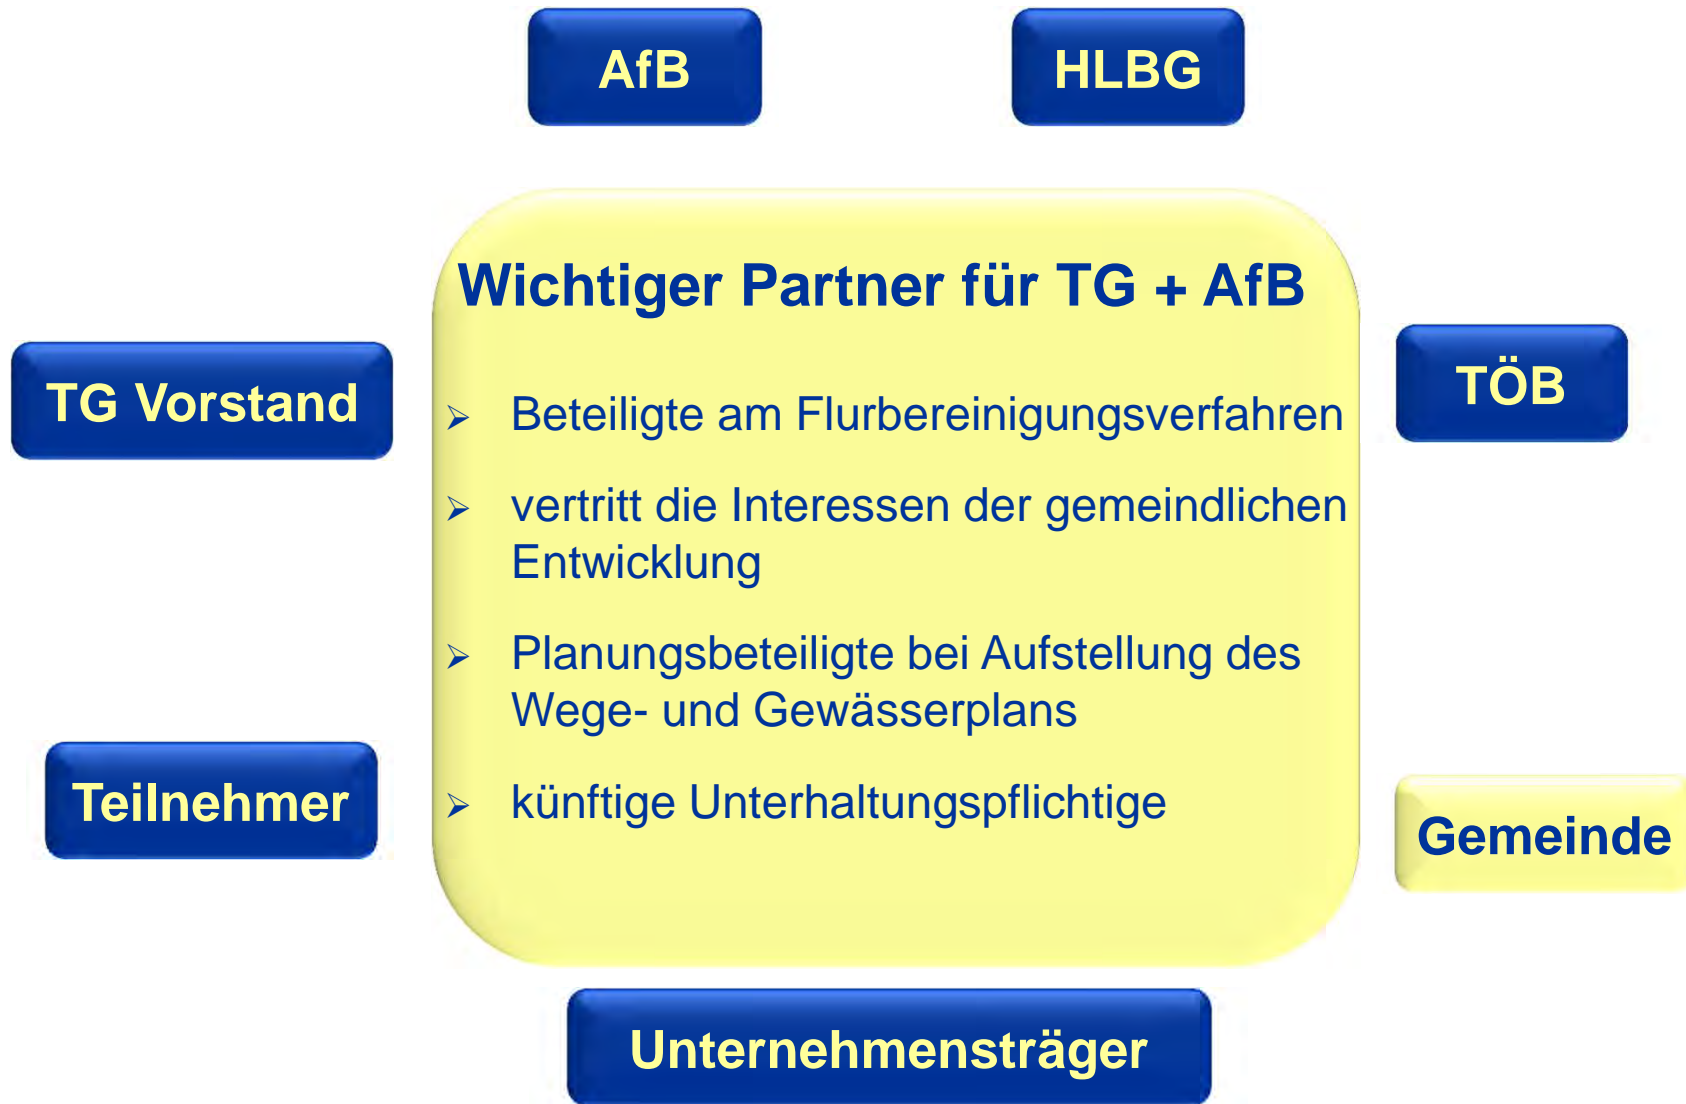 AfB
HLBG
Wichtiger Partner für TG + AfB
TG Vorstand
TÖB
➢ Beteiligte am Flurbereinigungsverfahren
➢ vertritt die Interessen der gemeindlichen
Entwicklung
➢ Planungsbeteiligte bei Aufstellung des
Wege- und Gewässerplans
➢ künftige Unterhaltungspflichtige
Teilnehmer
Gemeinde
Unternehmensträger